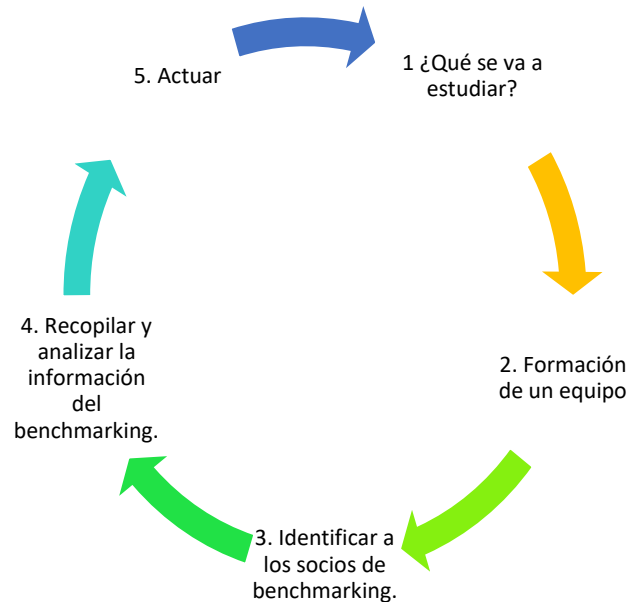 1 ¿Qué se va a
estudiar?
2. Formación
de un equipo
3. Identificar a
los socios de
benchmarking.
4. Recopilar y
analizar la
información
del
benchmarking.
5. Actuar